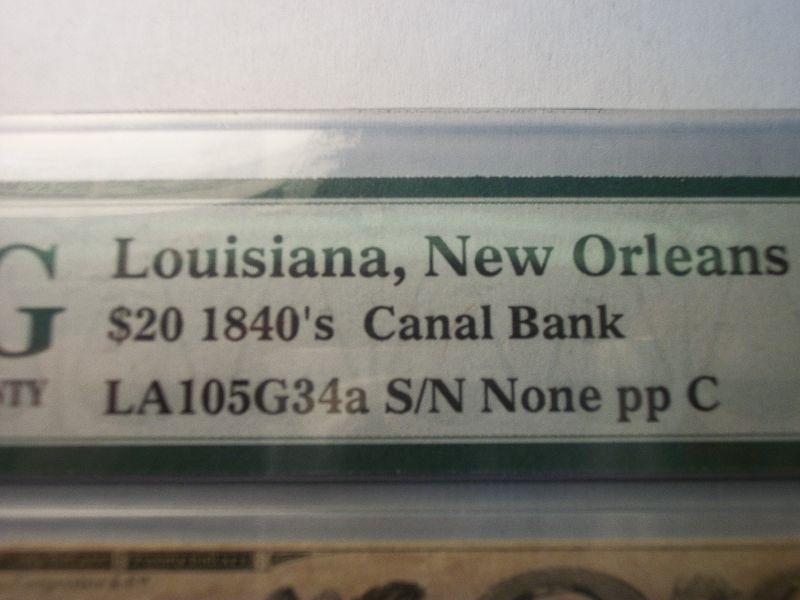 G
Louisiana, New Orleans
$20 1840's Canal Bank
LA105G34a S/N None pp C